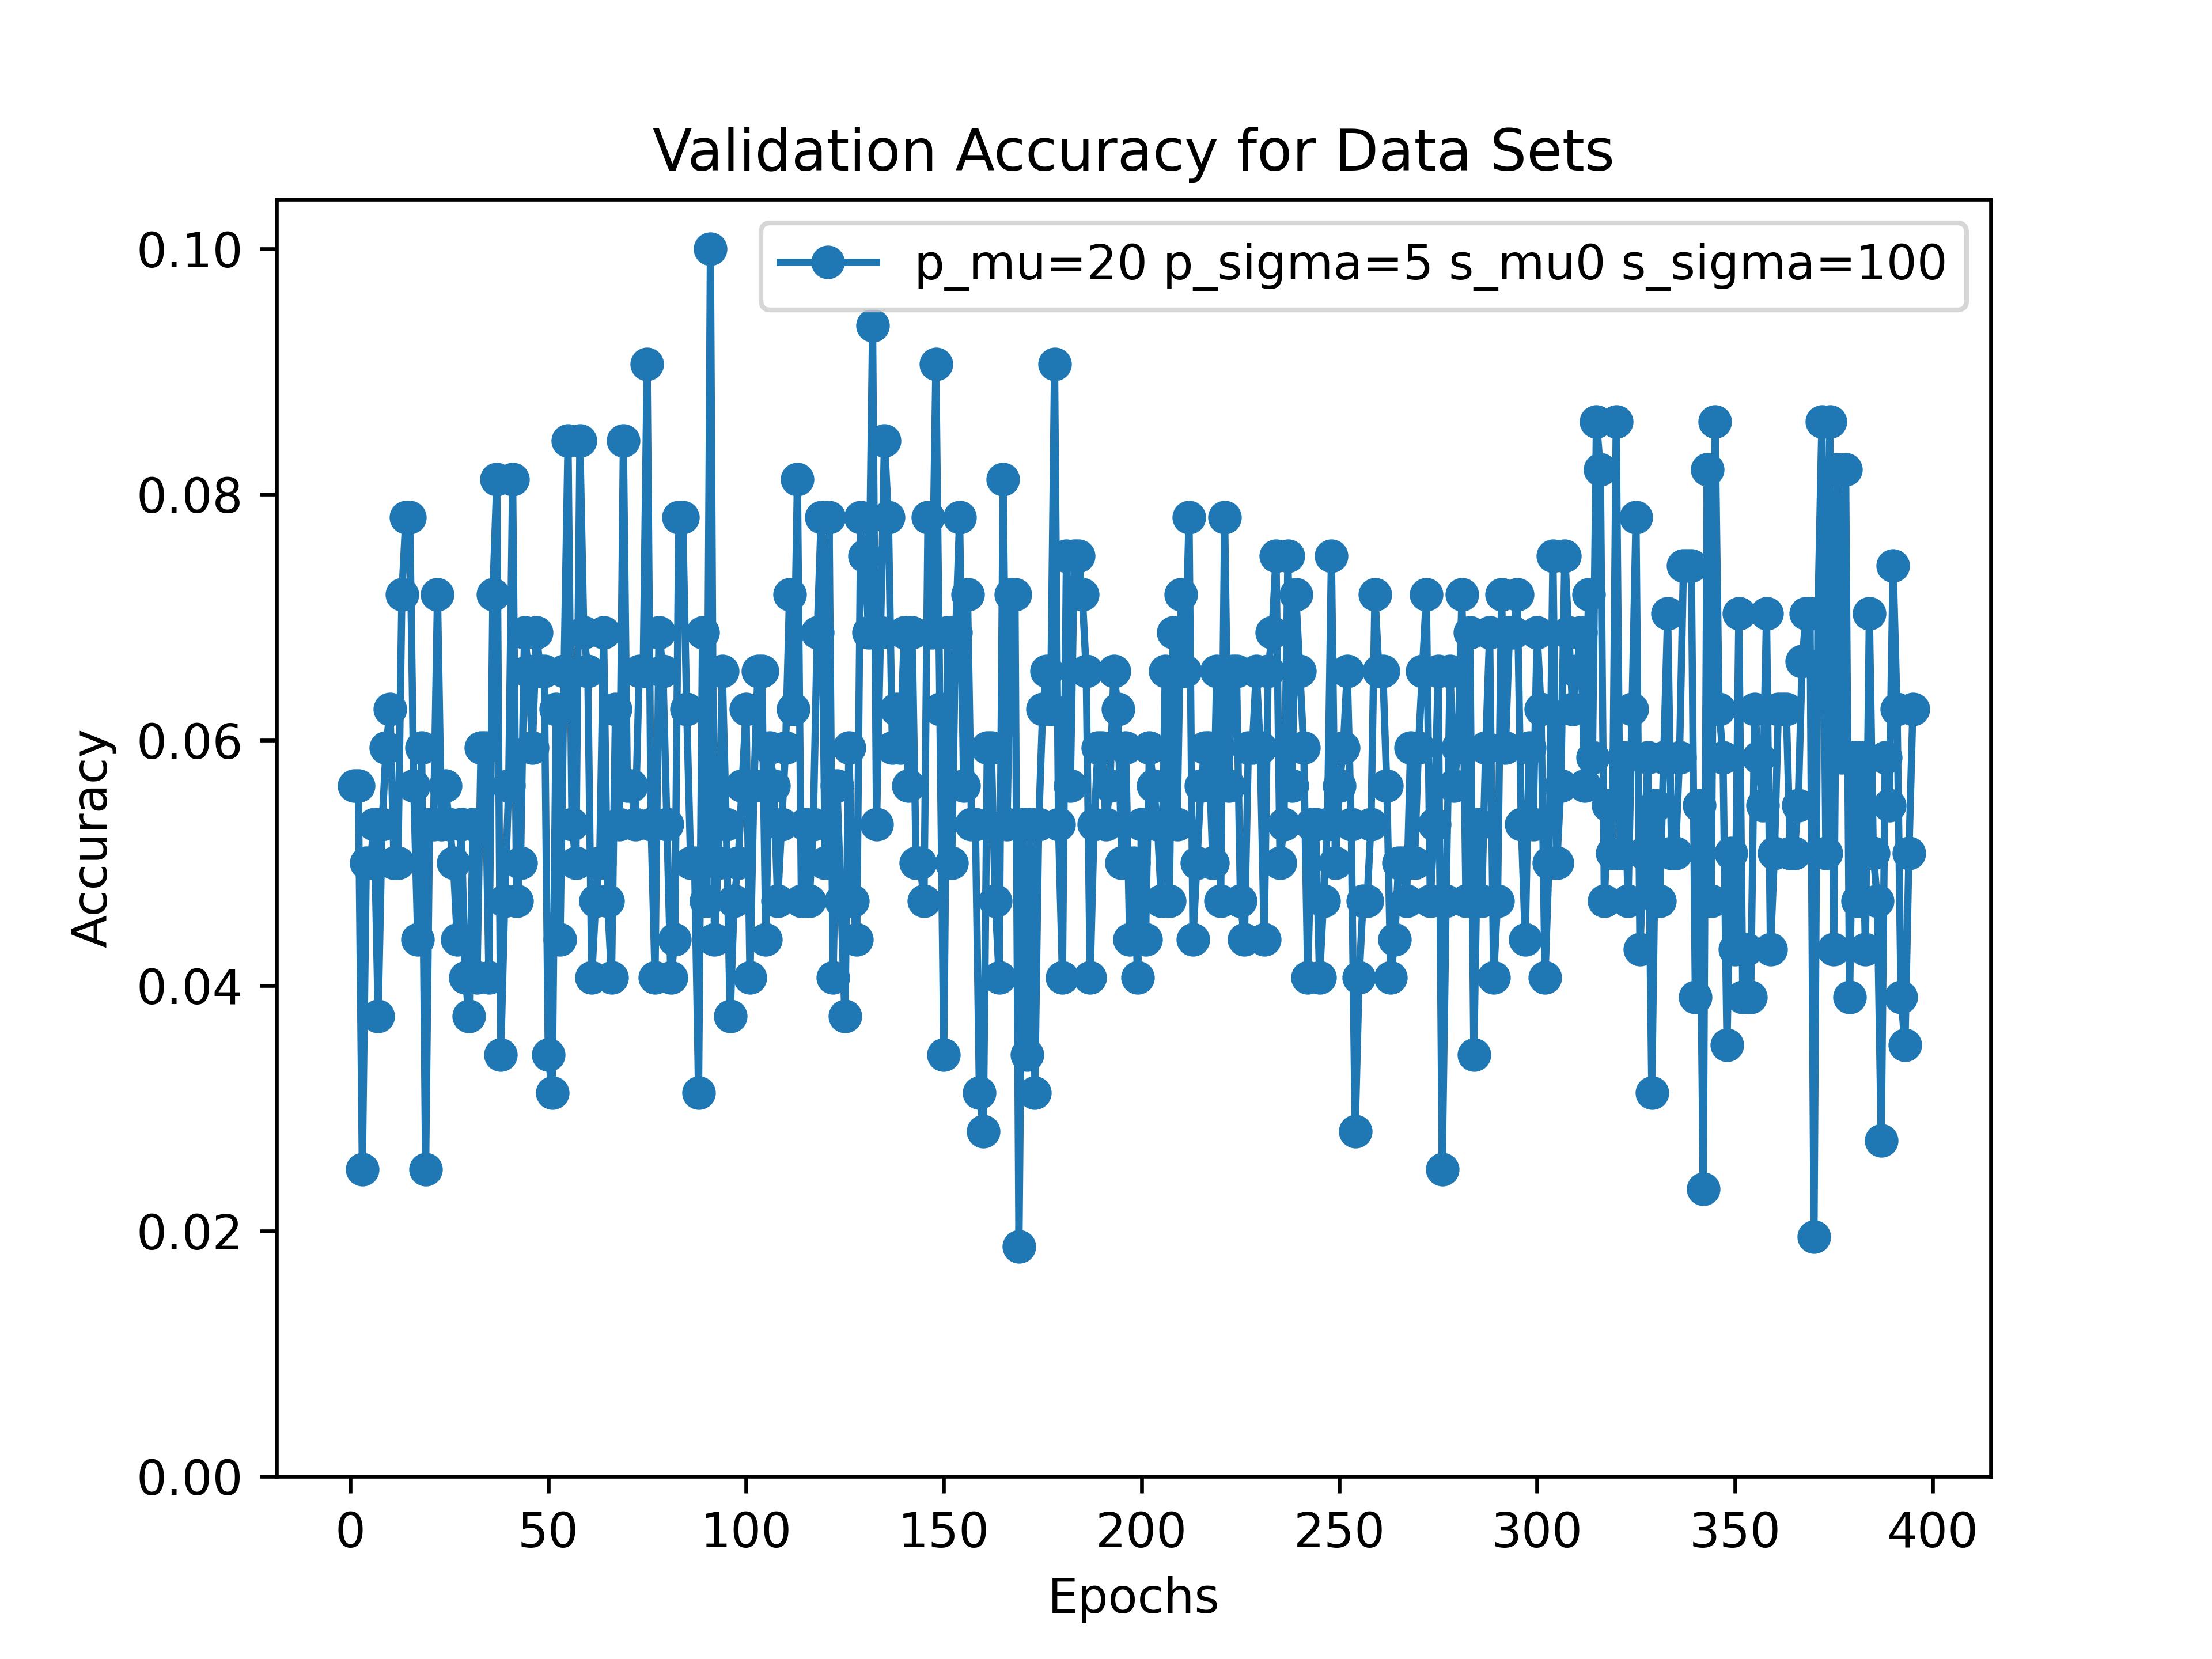 Validation Accuracy for Data Sets
p_mu=20 p_sigma=5 s_mu0 s_sigma=100
Accuracy
0.10
0.08
0.06
0.04
0.02
0.00
0 50 100 150 200 250 300 350 400
Epochs